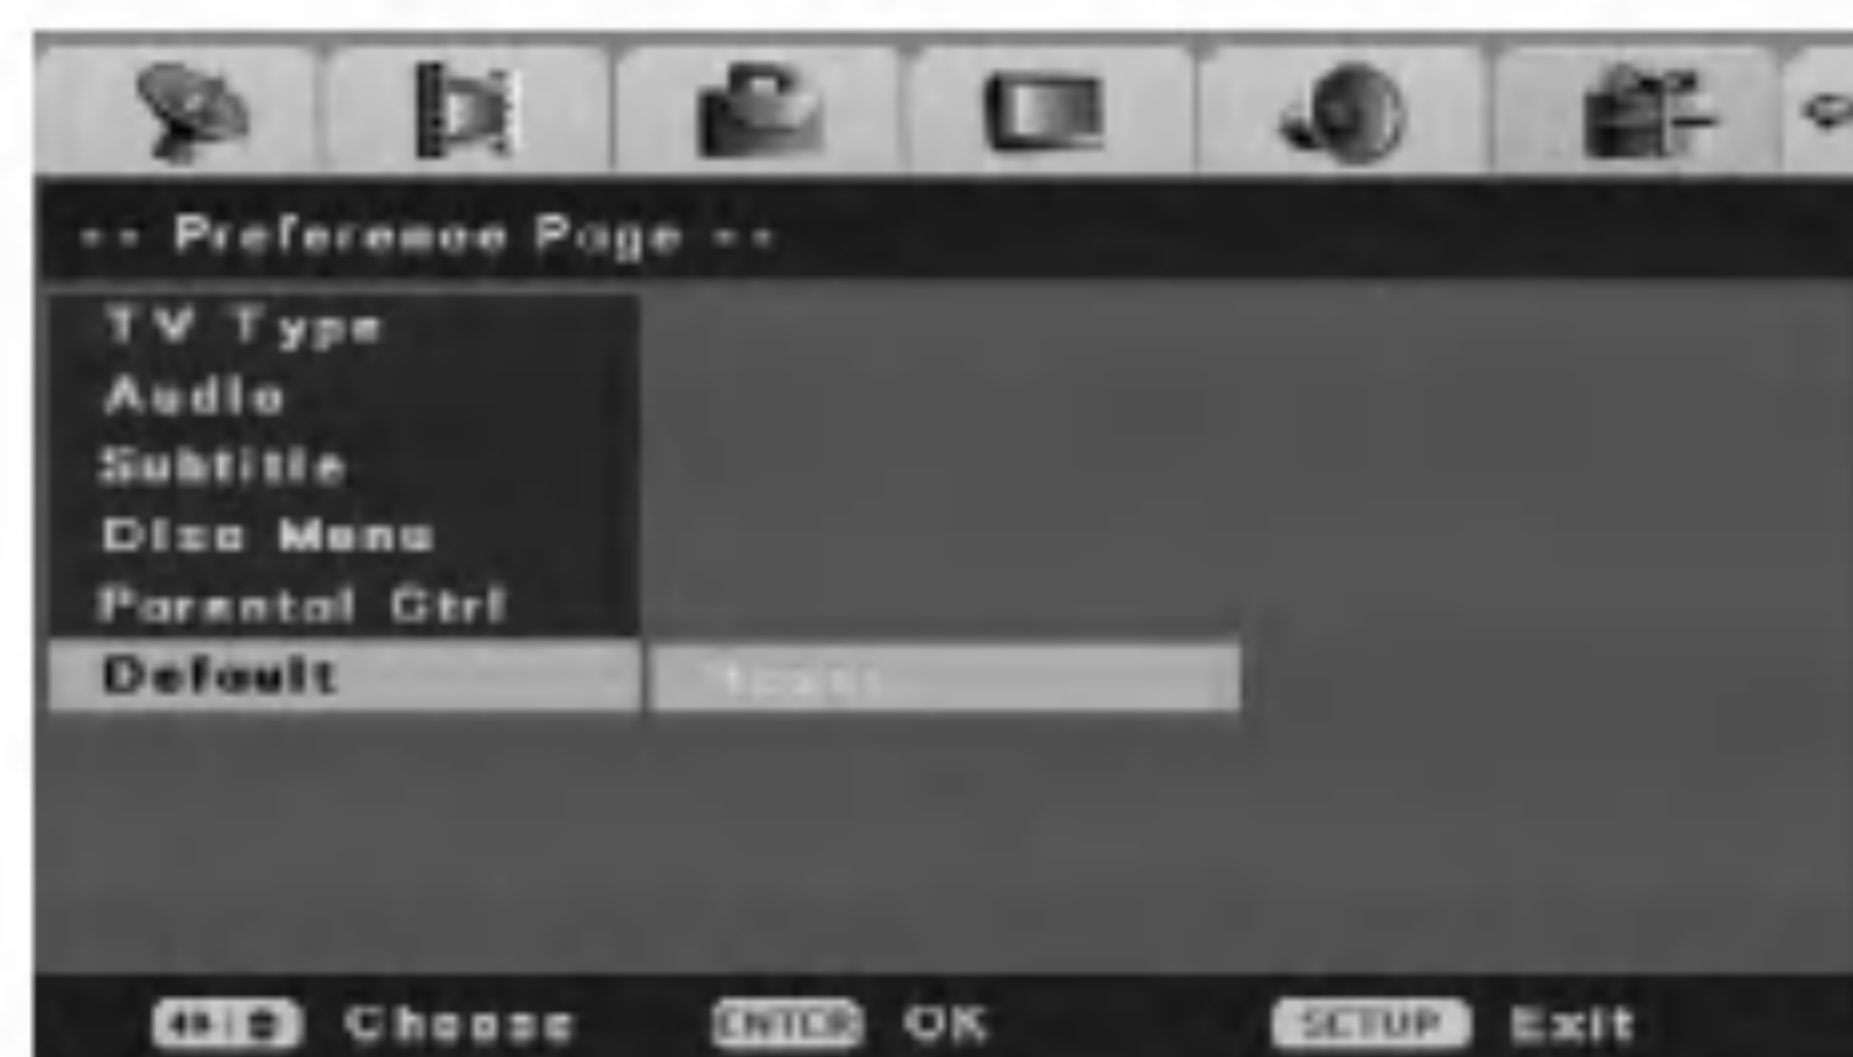 -- Preference Page --
TV Type
Audio
Subtitle
Disc Menu
Parental Ctrl
Default
Choose ENTER OK SETUP Exit